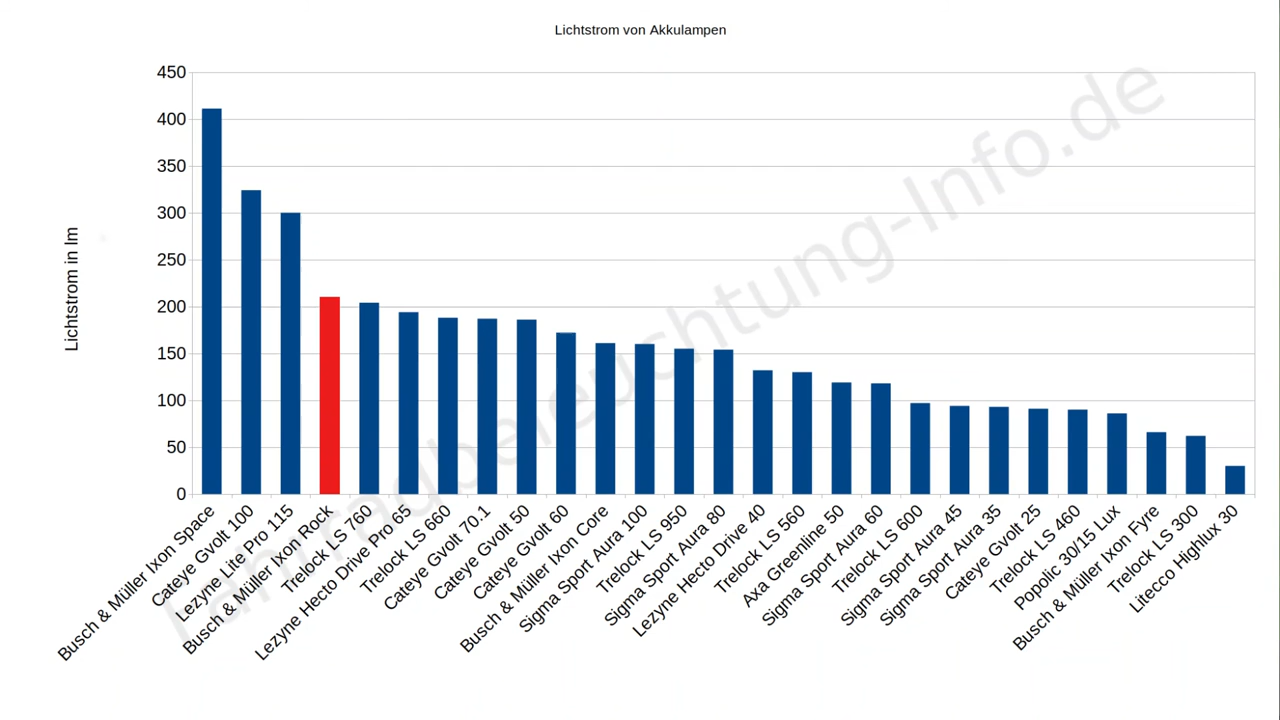 Lichtstrom von Akkulampen
Lichtstrom in lm
450
400
350
300
250
200
150
100
50
0
Busch & Müller Ixon Space
Cateye Gvolt 100
Lezyne Lite Pro 115
Busch & Müller Ixon Rock
Trelock LS 760
Lezyne Hecto Drive Pro 65
Trelock LS 660
Cateye Gvolt 70.1
Cateye Gvolt 50
Cateye Gvolt 60
Busch & Müller Ixon Core
Sigma Sport Aura 100
Trelock LS 950
Sigma Sport Aura 80
Lezyne Hecto Drive 40
Trelock LS 560
Axa Greenline 50
Sigma Sport Aura 60
Trelock LS 600
Sigma Sport Aura 45
Sigma Sport Aura 35
Cateye Gvolt 25
Trelock LS 460
Popolic 30/15 Lux
Busch & Müller Ixon Fyre
Trelock LS 300
Litecco Highlux 30
Fahrradbeleuchtung-Info.de